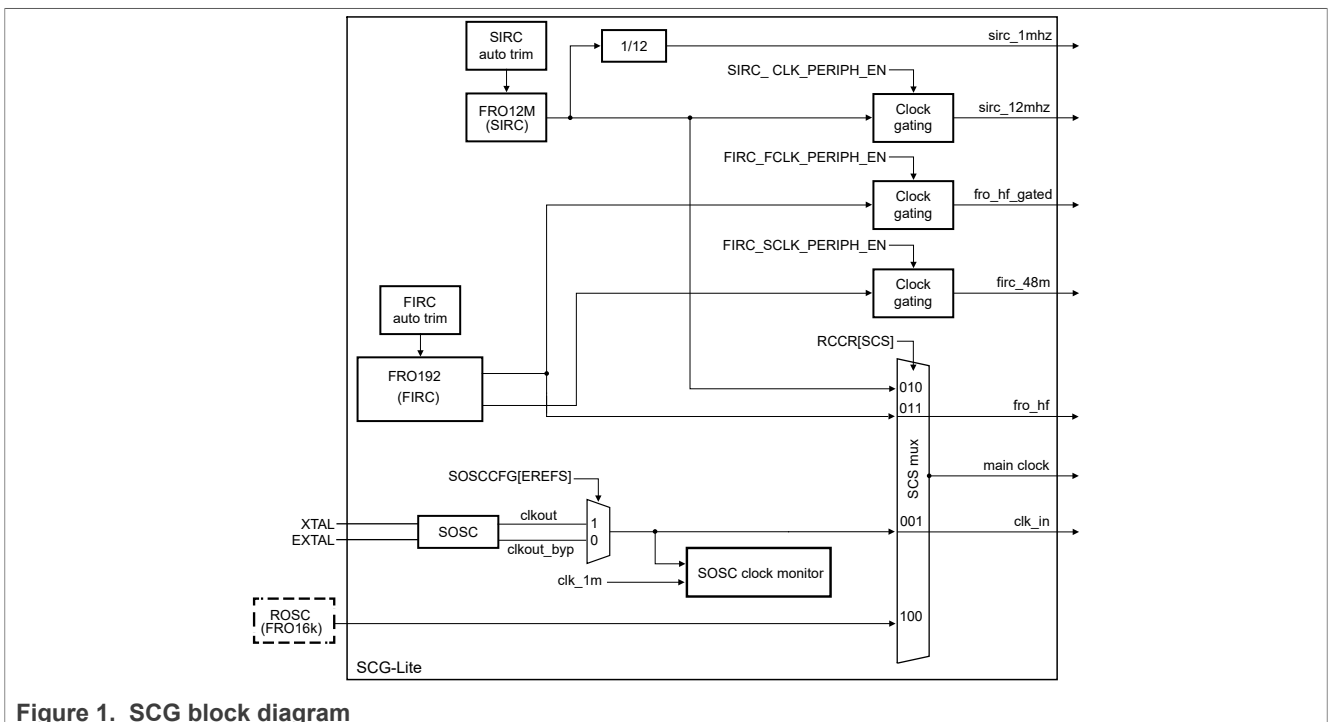 SIRC
auto trim
1/12
sirc_1mhz
SIRC_ CLK_PERIPH_EN
FRO12M
(SIRC)
Clock
gating
sirc_12mhz
FIRC_FCLK_PERIPH_EN
Clock
gating
fro_hf_gated
FIRC_SCLK_PERIPH_EN
Clock
gating
firc_48m
FIRC
auto trim
RCCR[SCS]
FRO192
(FIRC)
010
011
fro_hf
SCS mux
main clock
SOSCCFG[EREFS]
XTAL
EXTAL
SOSC
clkout
clkout_byp
1
0
001
clk_in
clk_1m
SOSC clock monitor
ROSC
(FRO16k)
100
SCG-Lite
Figure 1. SCG block diagram